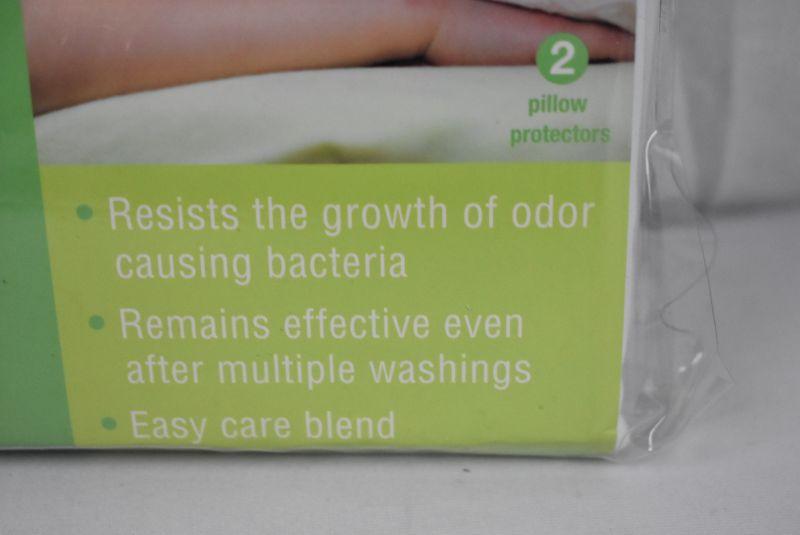 2
pillow
protectors
• Resists the growth of odor
causing bacteria
• Remains effective even
after multiple washings
• Easy care blend